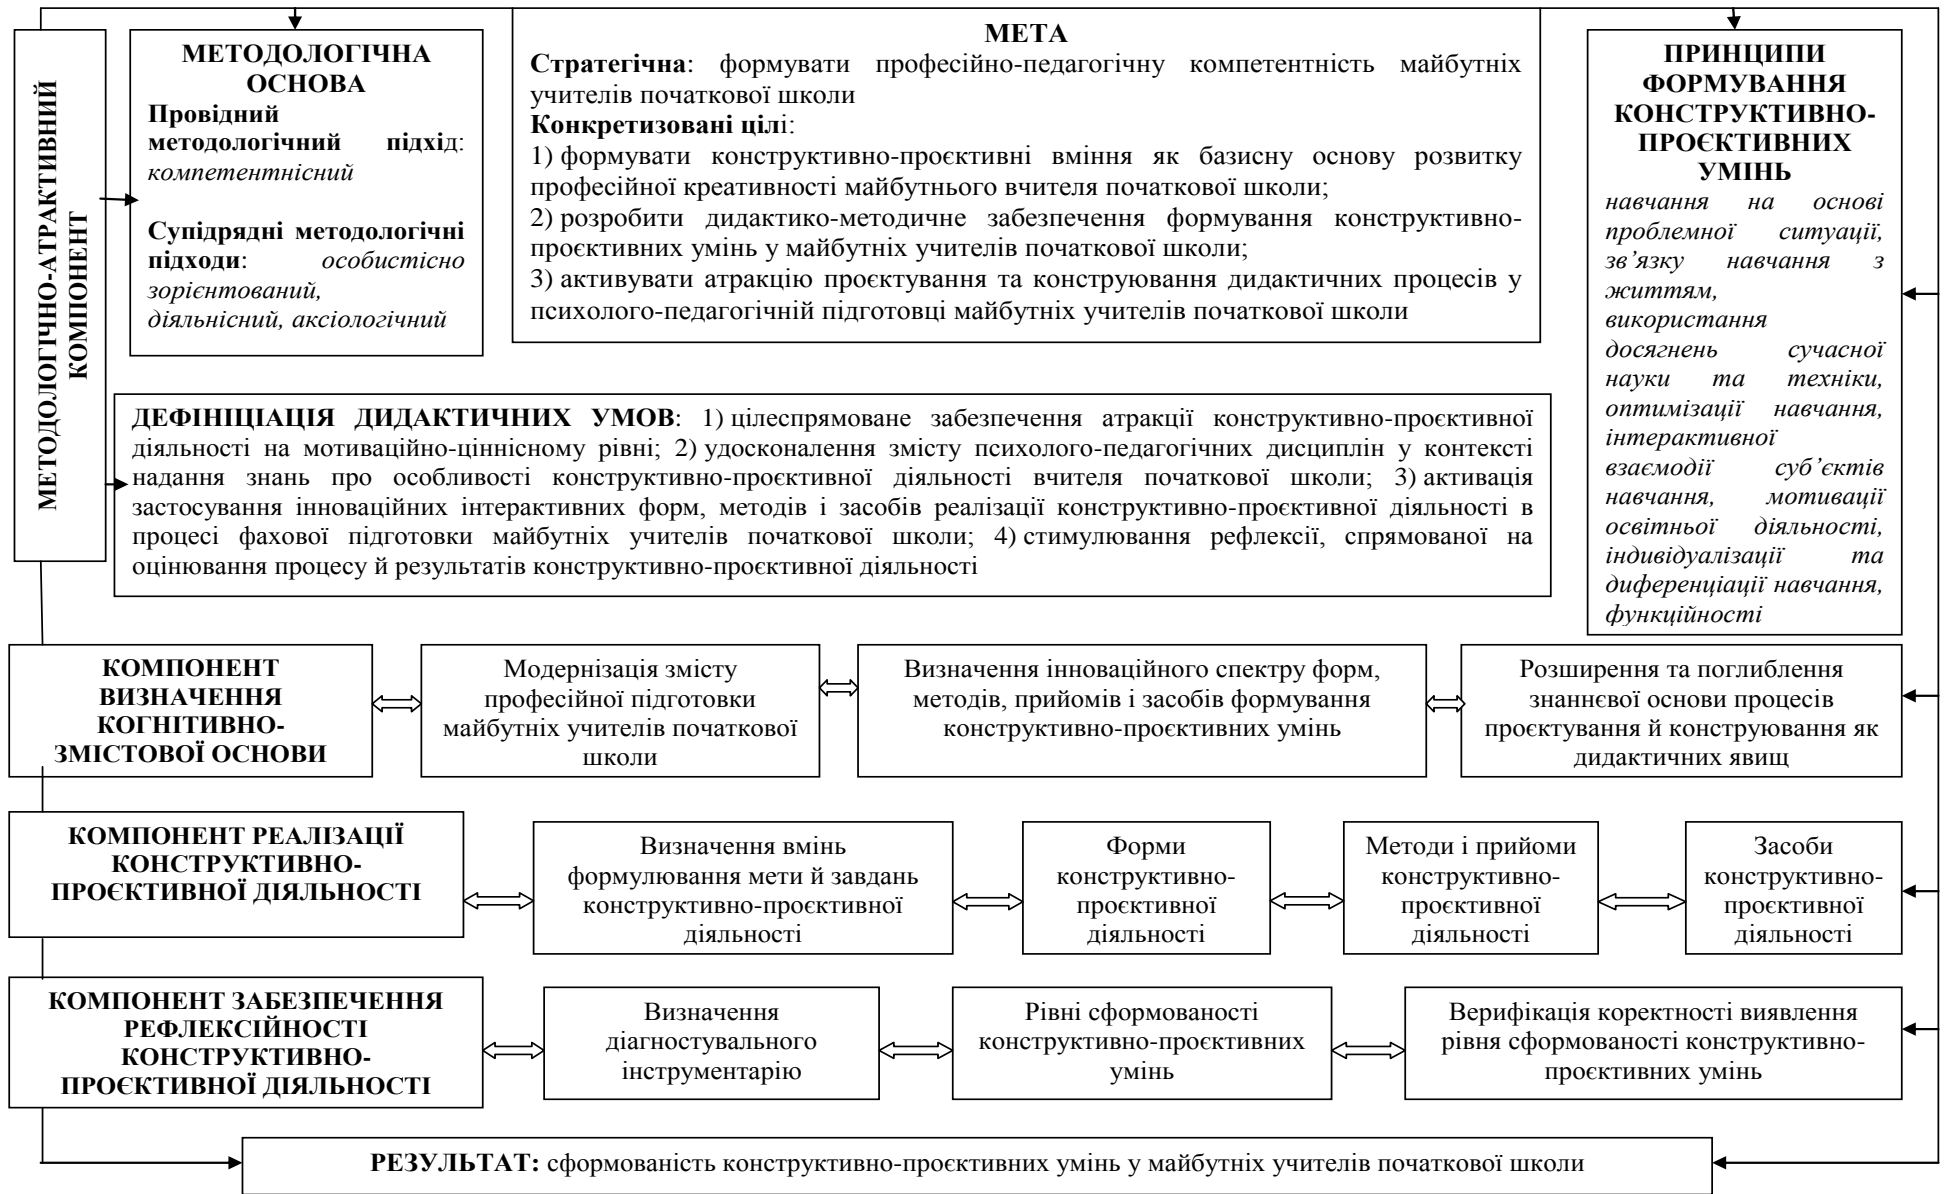 МЕТОДОЛОГІЧНО-АТРАКТИВНИЙ
КОМПОНЕНТ
МЕТОДОЛОГІЧНА
ОСНОВА
Провідний
методологічний підхід:
компетентнісний
Супідрядні методологічні
підходи: особистісно
зорієнтований,
діяльнісний, аксіологічний
МЕТА
Стратегічна: формувати професійно-педагогічну компетентність майбутніх
учителів початкової школи
Конкретизовані цілі:
1) формувати конструктивно-проєктивні вміння як базисну основу розвитку
професійної креативності майбутнього вчителя початкової школи;
2) розробити дидактико-методичне забезпечення формування конструктивно-
проєктивних умінь у майбутніх учителів початкової школи;
3) активувати атракцію проєктування та конструювання дидактичних процесів у
психолого-педагогічній підготовці майбутніх учителів початкової школи
ПРИНЦИПИ
ФОРМУВАННЯ
КОНСТРУКТИВНО-
ПРОЄКТИВНИХ
УМІНЬ
навчання на основі
проблемної ситуації,
зв’язку навчання з
життям,
використання
досягнень сучасної
науки та техніки,
оптимізації навчання,
інтерактивної
взаємодії суб’єктів
навчання, мотивації
освітньої діяльності,
індивідуалізації та
диференціації навчання,
функційності
ДЕФІНІЦІАЦІЯ ДИДАКТИЧНИХ УМОВ: 1) цілеспрямоване забезпечення атракції конструктивно-проєктивної
діяльності на мотиваційно-ціннісному рівні; 2) удосконалення змісту психолого-педагогічних дисциплін у контексті
надання знань про особливості конструктивно-проєктивної діяльності вчителя початкової школи; 3) активація
застосування інноваційних інтерактивних форм, методів і засобів реалізації конструктивно-проєктивної діяльності в
процесі фахової підготовки майбутніх учителів початкової школи; 4) стимулювання рефлексії, спрямованої на
оцінювання процесу й результатів конструктивно-проєктивної діяльності
КОМПОНЕНТ
ВИЗНАЧЕННЯ
КОГНІТИВНО-
ЗМІСТОВОЇ ОСНОВИ
Модернізація змісту
професійної підготовки
майбутніх учителів початкової
школи
Визначення інноваційного спектру форм,
методів, прийомів і засобів формування
конструктивно-проєктивних умінь
Розширення та поглиблення
знаннєвої основи процесів
проєктування й конструювання як
дидактичних явищ
КОМПОНЕНТ РЕАЛІЗАЦІЇ
КОНСТРУКТИВНО-
ПРОЄКТИВНОЇ ДІЯЛЬНОСТІ
Визначення вмінь
формулювання мети й завдань
конструктивно-проєктивної
діяльності
Форми
конструктивно-
проєктивної
діяльності
Методи і прийоми
конструктивно-
проєктивної
діяльності
Засоби
конструктивно-
проєктивної
діяльності
КОМПОНЕНТ ЗАБЕЗПЕЧЕННЯ
РЕФЛЕКСІЙНОСТІ
КОНСТРУКТИВНО-
ПРОЄКТИВНОЇ ДІЯЛЬНОСТІ
Визначення
діагностувального
інструментарію
Рівні сформованості
конструктивно-проєктивних
умінь
Верифікація коректності виявлення
рівня сформованості конструктивно-
проєктивних умінь
РЕЗУЛЬТАТ: сформованість конструктивно-проєктивних умінь у майбутніх учителів початкової школи